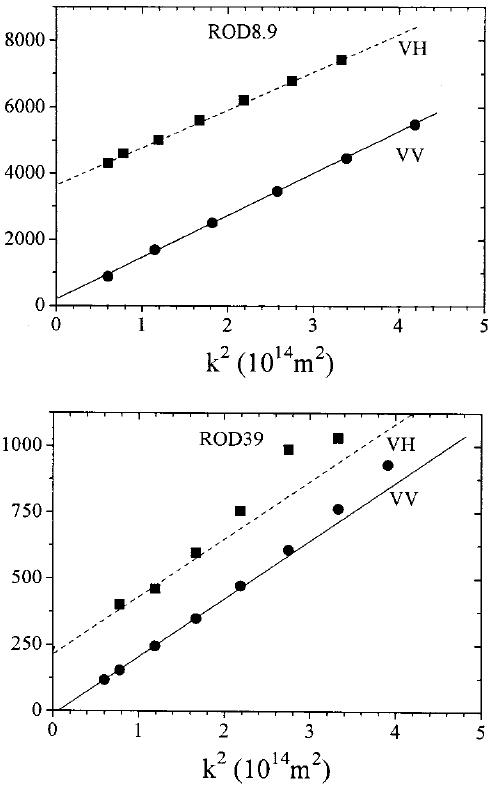 8000
ROD8.9
VH
6000
4000
VV
2000
0
0 1 2 3 4 5
k² (10¹⁴m²)
1000
ROD39
VH
750
VV
500
250
0
0 1 2 3 4 5
k² (10¹⁴m²)